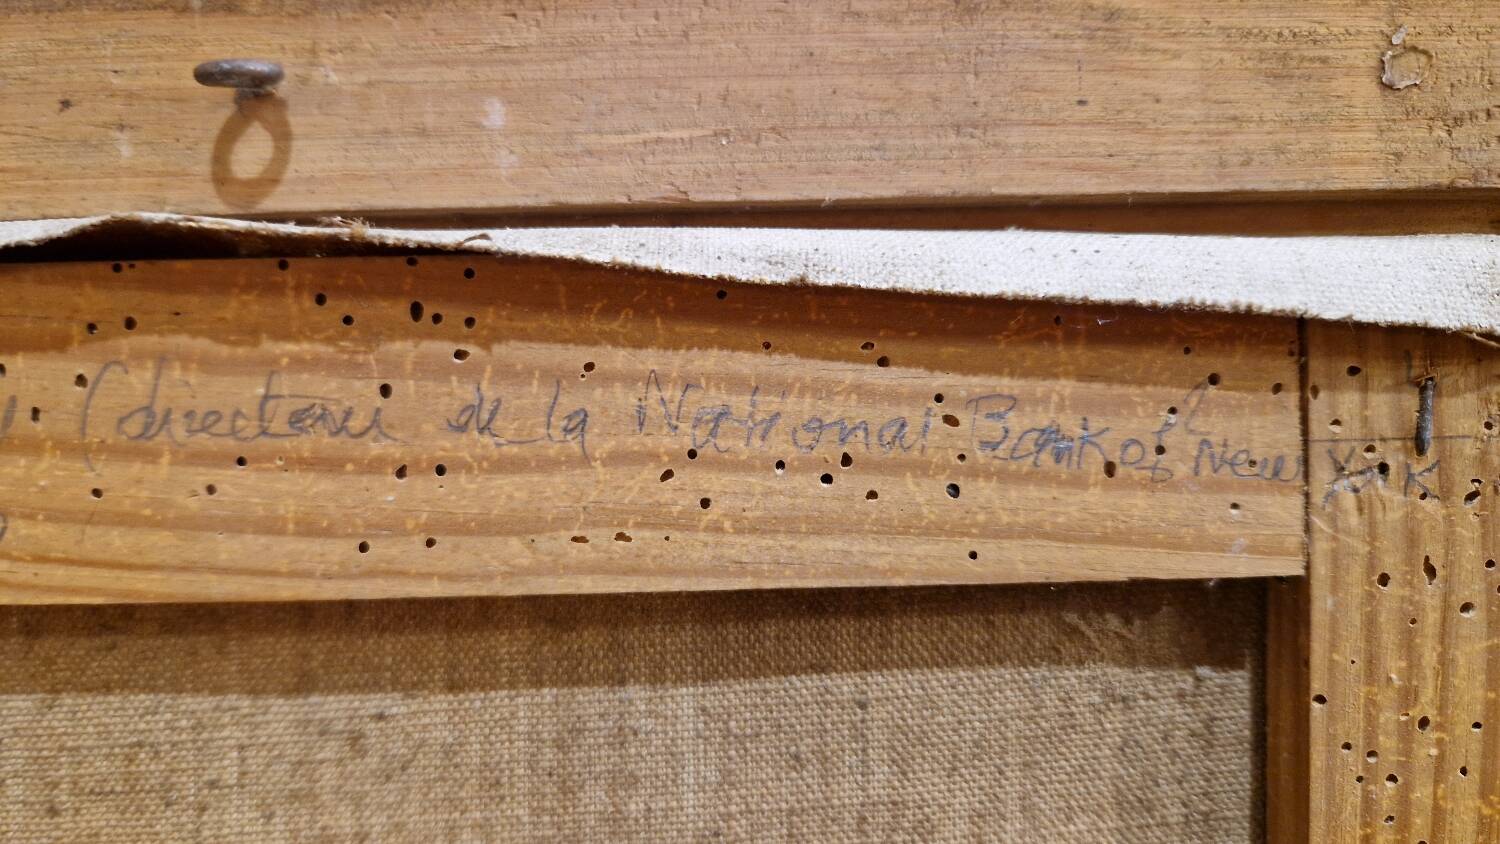 (directeur de la National Bank of New York